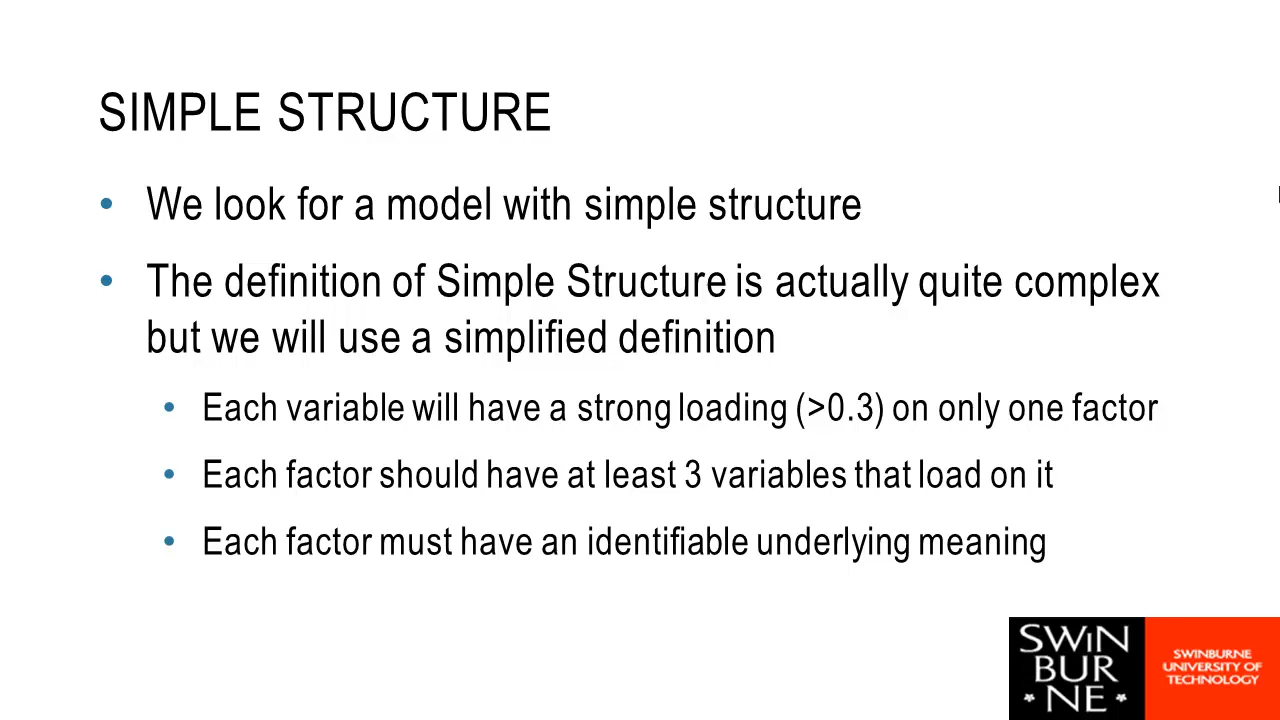 SIMPLE STRUCTURE
• We look for a model with simple structure
• The definition of Simple Structure is actually quite complex
but we will use a simplified definition
• Each variable will have a strong loading (>0.3) on only one factor
• Each factor should have at least 3 variables that load on it
• Each factor must have an identifiable underlying meaning
SWIN
BUR
NE
SWINBURNE
UNIVERSITY OF
TECHNOLOGY